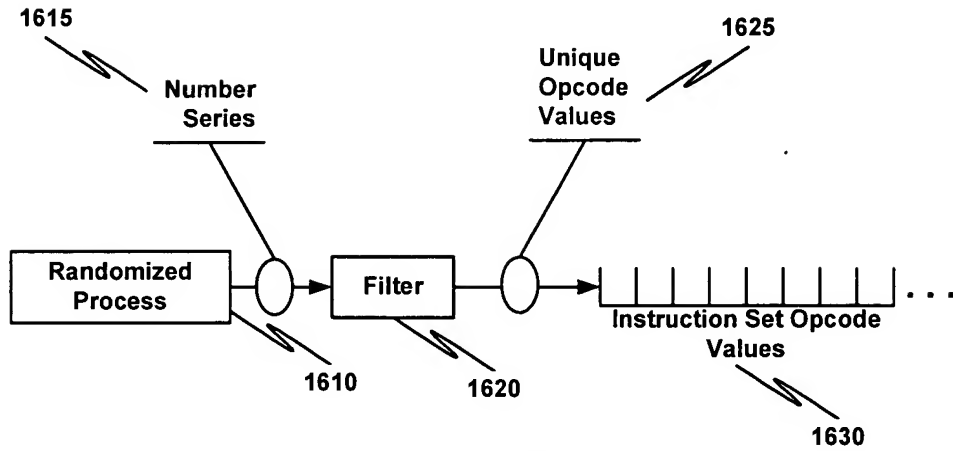 1615
Number
Series
Unique
Opcode
Values
1625
Randomized
Process
Filter
Instruction Set Opcode
Values
1610
1620
1630